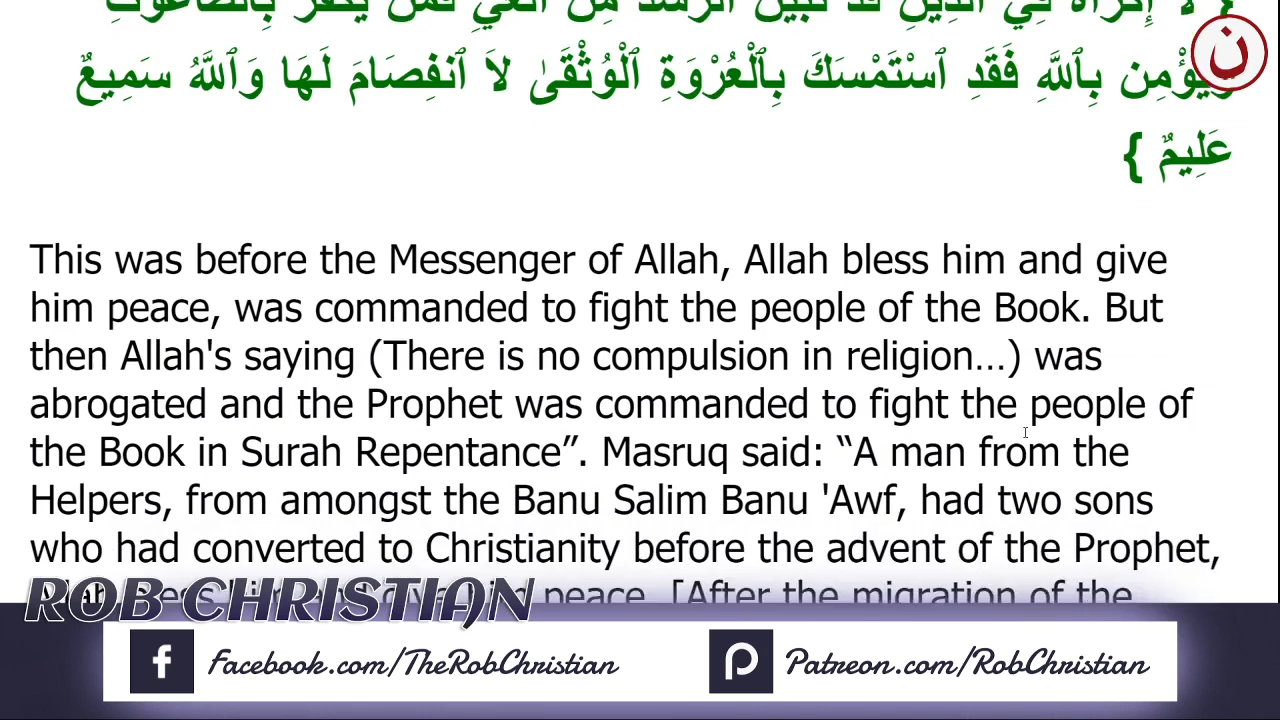 { لاَ إِكْرَاهَ فِي ٱلدِّينِ قَد تَّبَيَّنَ ٱلرُّشْدُ مِنَ ٱلْغَيِّ فَمَنْ يَكْفُرْ بِٱلطَّاغُوتِ
وَيُؤْمِن بِٱللَّهِ فَقَدِ ٱسْتَمْسَكَ بِٱلْعُرْوَةِ ٱلْوُثْقَىٰ لاَ ٱنفِصَامَ لَهَا وَٱللَّهُ سَمِيعٌ
عَلِيمٌ }
ن
This was before the Messenger of Allah, Allah bless him and give
him peace, was commanded to fight the people of the Book. But
then Allah's saying (There is no compulsion in religion…) was
abrogated and the Prophet was commanded to fight the people of
the Book in Surah Repentance”. Masruq said: “A man from the
Helpers, from amongst the Banu Salim Banu 'Awf, had two sons
who had converted to Christianity before the advent of the Prophet,
peace. [After the migration of the
ROB CHRISTIAN
f Facebook.com/TheRobChristian
Patreon.com/RobChristian